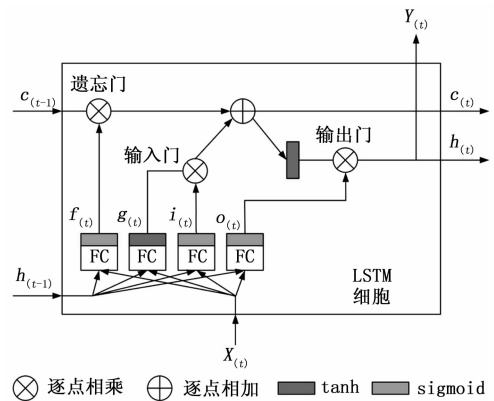 Y(t)
遗忘门
c(t-1)
c(t)
输入门
输出门
h(t)
f(t) g(t) i(t) o(t)
FC FC FC FC
h(t-1)
LSTM
细胞
X(t)
逐点相乘 逐点相加 tanh sigmoid